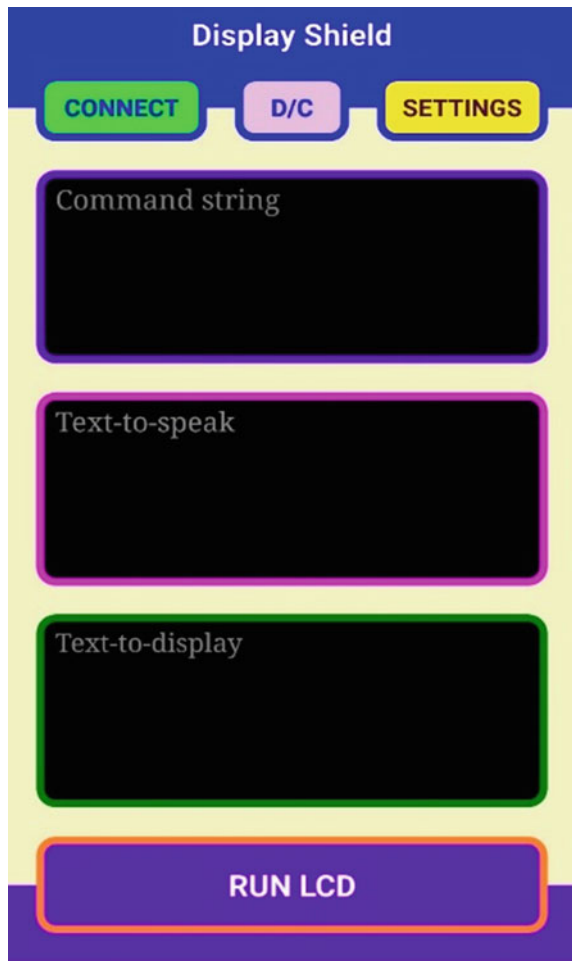 Display Shield
CONNECT D/C SETTINGS
Command string
Text-to-speak
Text-to-display
RUN LCD